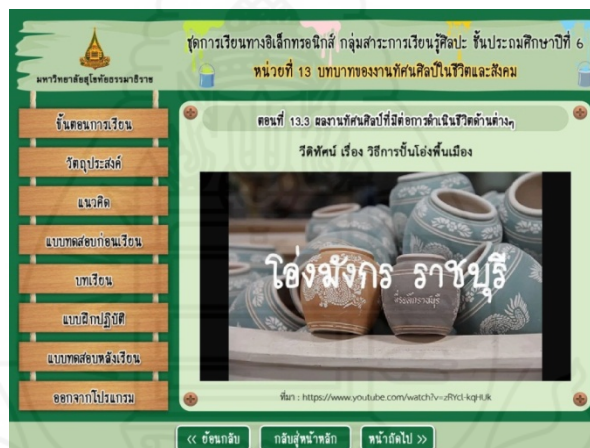 มหาวิทยาลัยสุโขทัยธรรมาธิราช
ชุดการเรียนทางอิเล็กทรอนิกส์ กลุ่มสาระการเรียนรู้ศิลปะ ชั้นประถมศึกษาปีที่ 6
หน่วยที่ 13 บทบาทของงานทัศนศิลป์ในชีวิตและสังคม
ขั้นตอนการเรียน
วัตถุประสงค์
แนวคิด
แบบทดสอบก่อนเรียน
บทเรียน
แบบฝึกปฏิบัติ
แบบทดสอบหลังเรียน
ออกจากโปรแกรม
ตอนที่ 13.3 ผลงานทัศนศิลป์ที่มีต่อการดำเนินชีวิตด้านต่างๆ
วีดิทัศน์ เรื่อง วิธีการปั้นโอ่งพื้นเมือง
โอ่งมังกร ราชบุรี
ที่มา : https://www.youtube.com/watch?v=zRYcl-kqHUk
<< ย้อนกลับ
กลับสู่หน้าหลัก
หน้าถัดไป >>